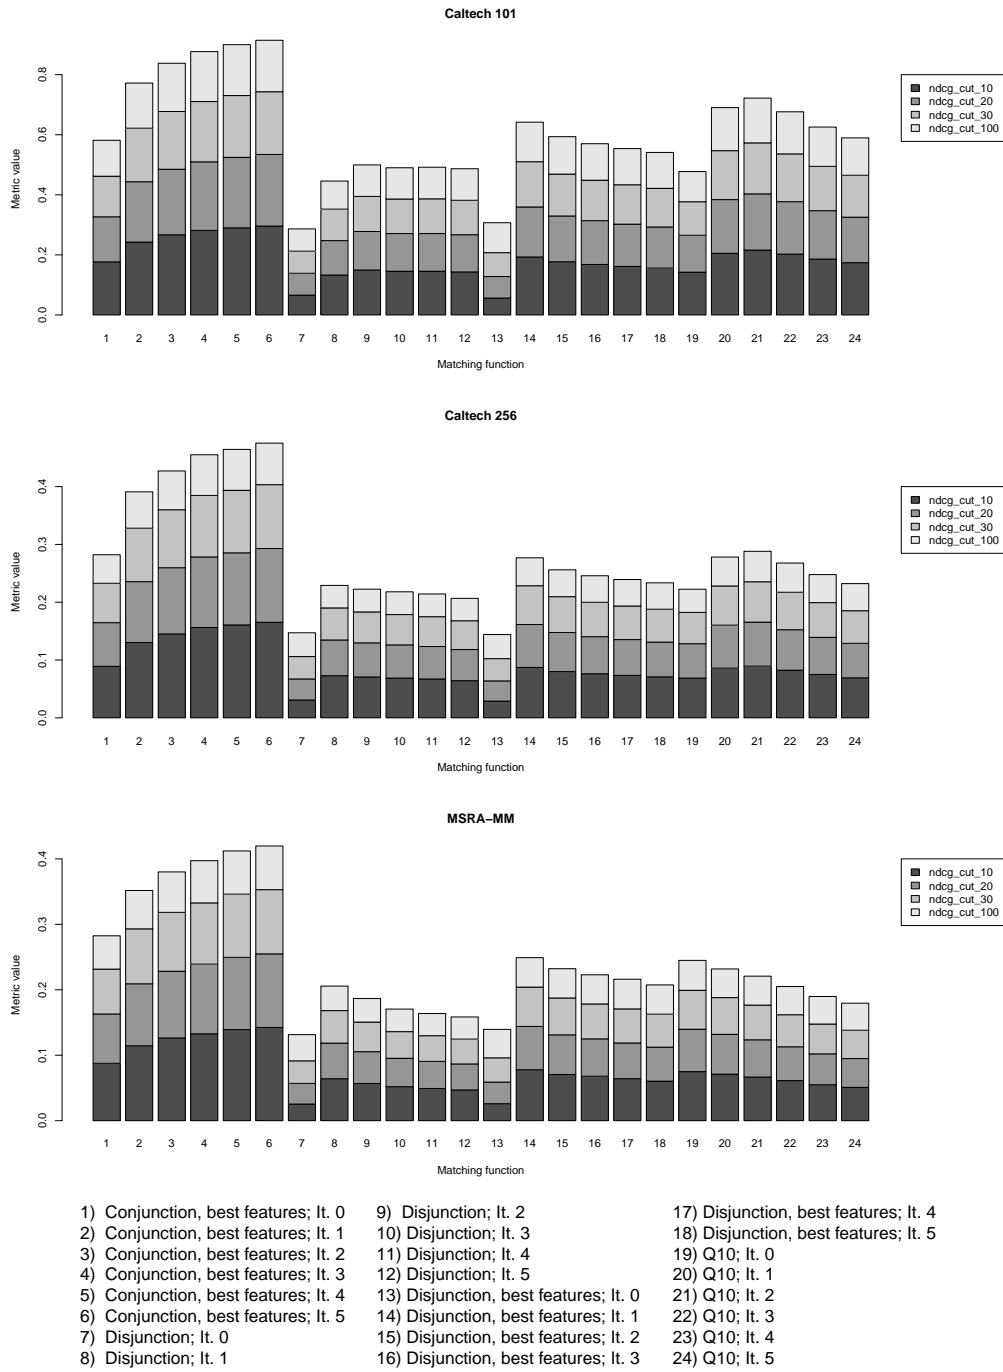 Caltech 101
0.0
0.2
0.4
0.6
0.8
Metric value
1 2 3 4 5 6 7 8 9 10 11 12 13 14 15 16 17 18 19 20 21 22 23 24
Matching function
ndcg_cut_10
ndcg_cut_20
ndcg_cut_30
ndcg_cut_100
Caltech 256
0.0
0.1
0.2
0.3
0.4
Metric value
1 2 3 4 5 6 7 8 9 10 11 12 13 14 15 16 17 18 19 20 21 22 23 24
Matching function
ndcg_cut_10
ndcg_cut_20
ndcg_cut_30
ndcg_cut_100
MSRA−MM
0.0
0.1
0.2
0.3
0.4
Metric value
1 2 3 4 5 6 7 8 9 10 11 12 13 14 15 16 17 18 19 20 21 22 23 24
Matching function
ndcg_cut_10
ndcg_cut_20
ndcg_cut_30
ndcg_cut_100
1) Conjunction, best features; It. 0
2) Conjunction, best features; It. 1
3) Conjunction, best features; It. 2
4) Conjunction, best features; It. 3
5) Conjunction, best features; It. 4
6) Conjunction, best features; It. 5
7) Disjunction; It. 0
8) Disjunction; It. 1
9) Disjunction; It. 2
10) Disjunction; It. 3
11) Disjunction; It. 4
12) Disjunction; It. 5
13) Disjunction, best features; It. 0
14) Disjunction, best features; It. 1
15) Disjunction, best features; It. 2
16) Disjunction, best features; It. 3
17) Disjunction, best features; It. 4
18) Disjunction, best features; It. 5
19) Q10; It. 0
20) Q10; It. 1
21) Q10; It. 2
22) Q10; It. 3
23) Q10; It. 4
24) Q10; It. 5